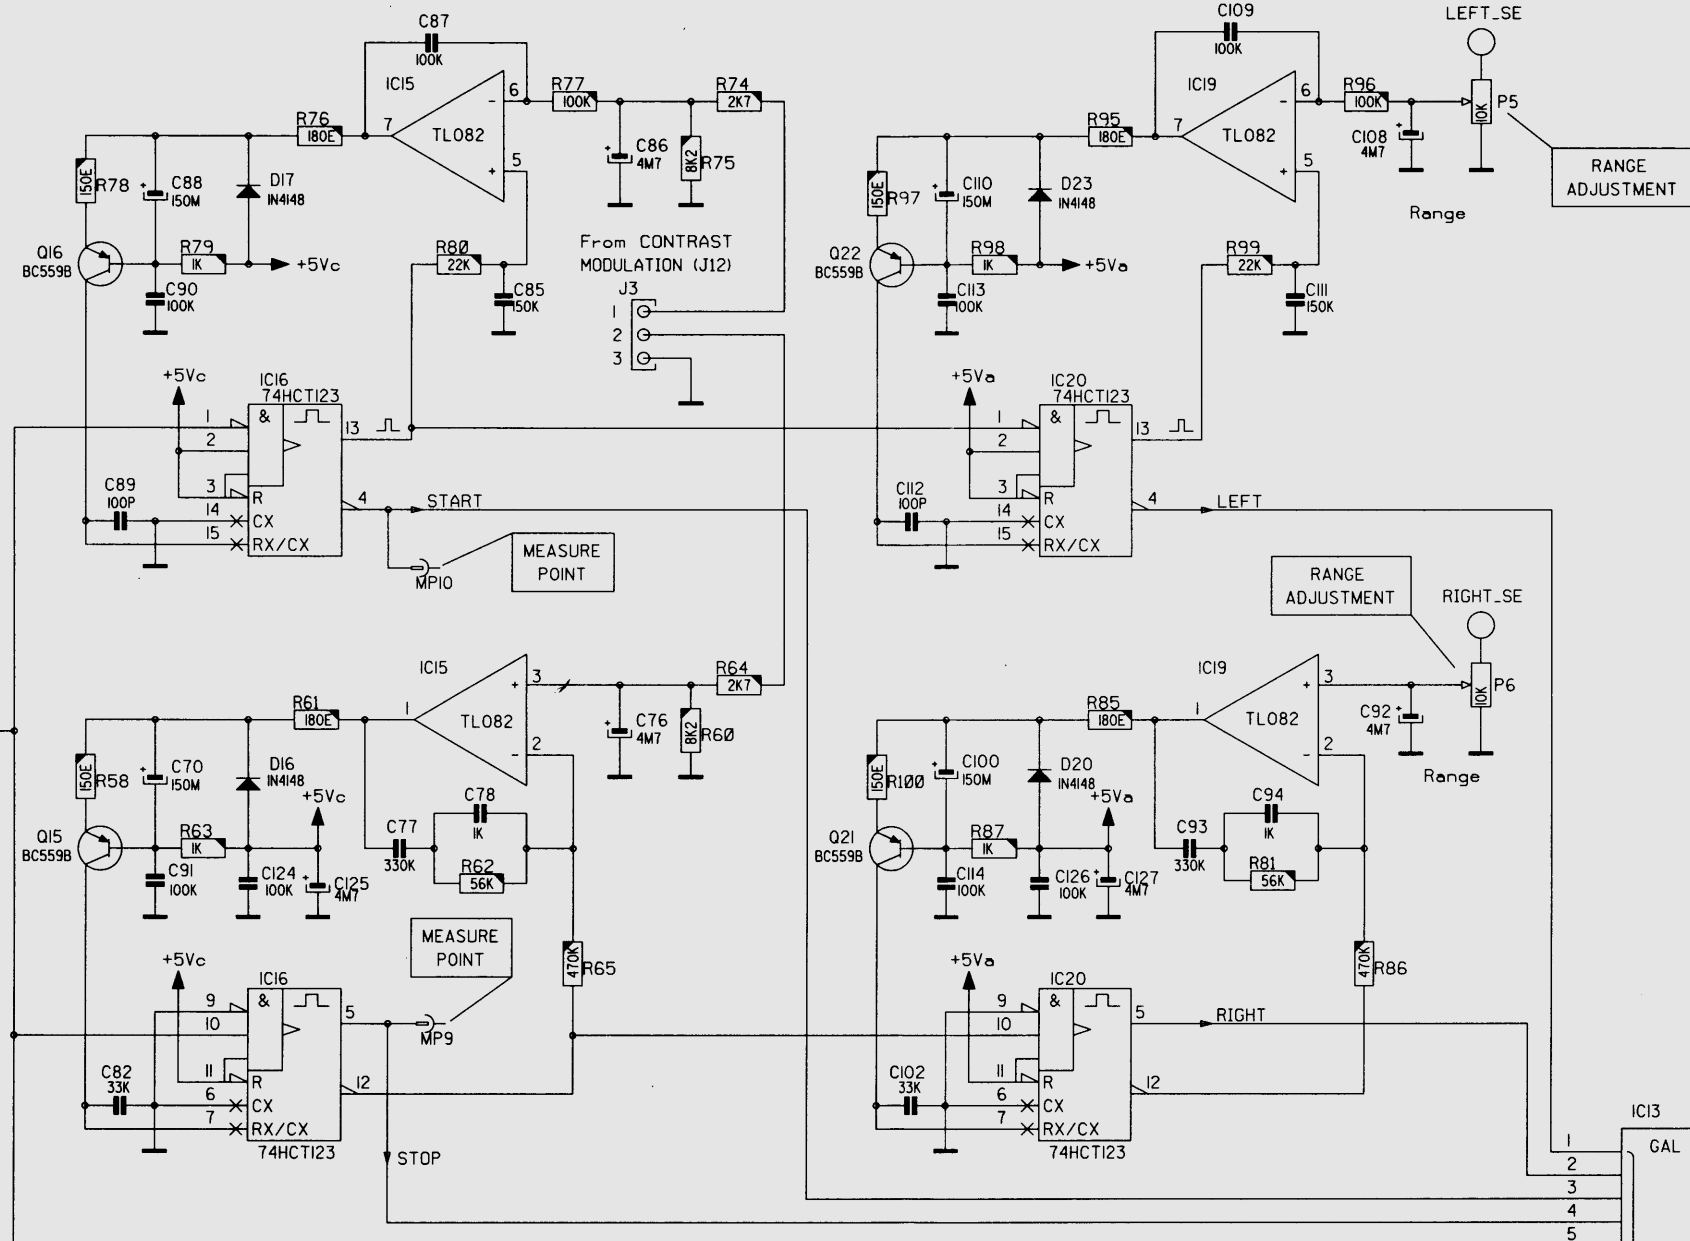 C87
100K
IC15
TL082
6
7
5
R77
100K
R74
2K7
R76
180E
C86
4M7
8K2
R75
150E
R78
C88
150M
D17
1N4148
Q16
BC559B
R79
1K
+5Vc
R80
22K
C90
100K
C85
150K
From CONTRAST
MODULATION (J12)
J3
1
2
3
+5Vc
IC16
74HCT123
1
&
2
13
3
R
4
START
C89
100P
14
CX
15
RX/CX
MP10
MEASURE
POINT
C109
100K
LEFT_SE
IC19
TL082
6
7
5
R96
100K
10K
P5
R95
180E
C108
4M7
RANGE
ADJUSTMENT
Range
150E
R97
C110
150M
D23
1N4148
Q22
BC559B
R98
1K
+5Va
R99
22K
C113
100K
C111
150K
+5Va
IC20
74HCT123
1
&
2
13
3
R
4
LEFT
C112
100P
14
CX
15
RX/CX
RANGE
ADJUSTMENT
RIGHT_SE
IC15
TL082
3
1
2
R64
2K7
R61
180E
C76
4M7
8K2
R60
150E
R58
C70
150M
D16
1N4148
+5Vc
C78
1K
C77
330K
R62
56K
Q15
BC559B
R63
1K
C91
100K
C124
100K
C125
4M7
MEASURE
POINT
470K
R65
+5Vc
IC16
9
&
10
5
MP9
11
R
12
C82
33K
6
CX
7
RX/CX
74HCT123
STOP
IC19
TL082
3
1
2
10K
P6
R85
180E
C92
4M7
Range
150E
R100
C100
150M
D20
1N4148
+5Va
C94
1K
C93
330K
R81
56K
Q21
BC559B
R87
1K
C114
100K
C126
100K
C127
4M7
470K
R86
+5Va
IC20
9
&
10
5
RIGHT
11
R
12
C102
33K
6
CX
7
RX/CX
74HCT123
IC13
GAL
1
2
3
4
5